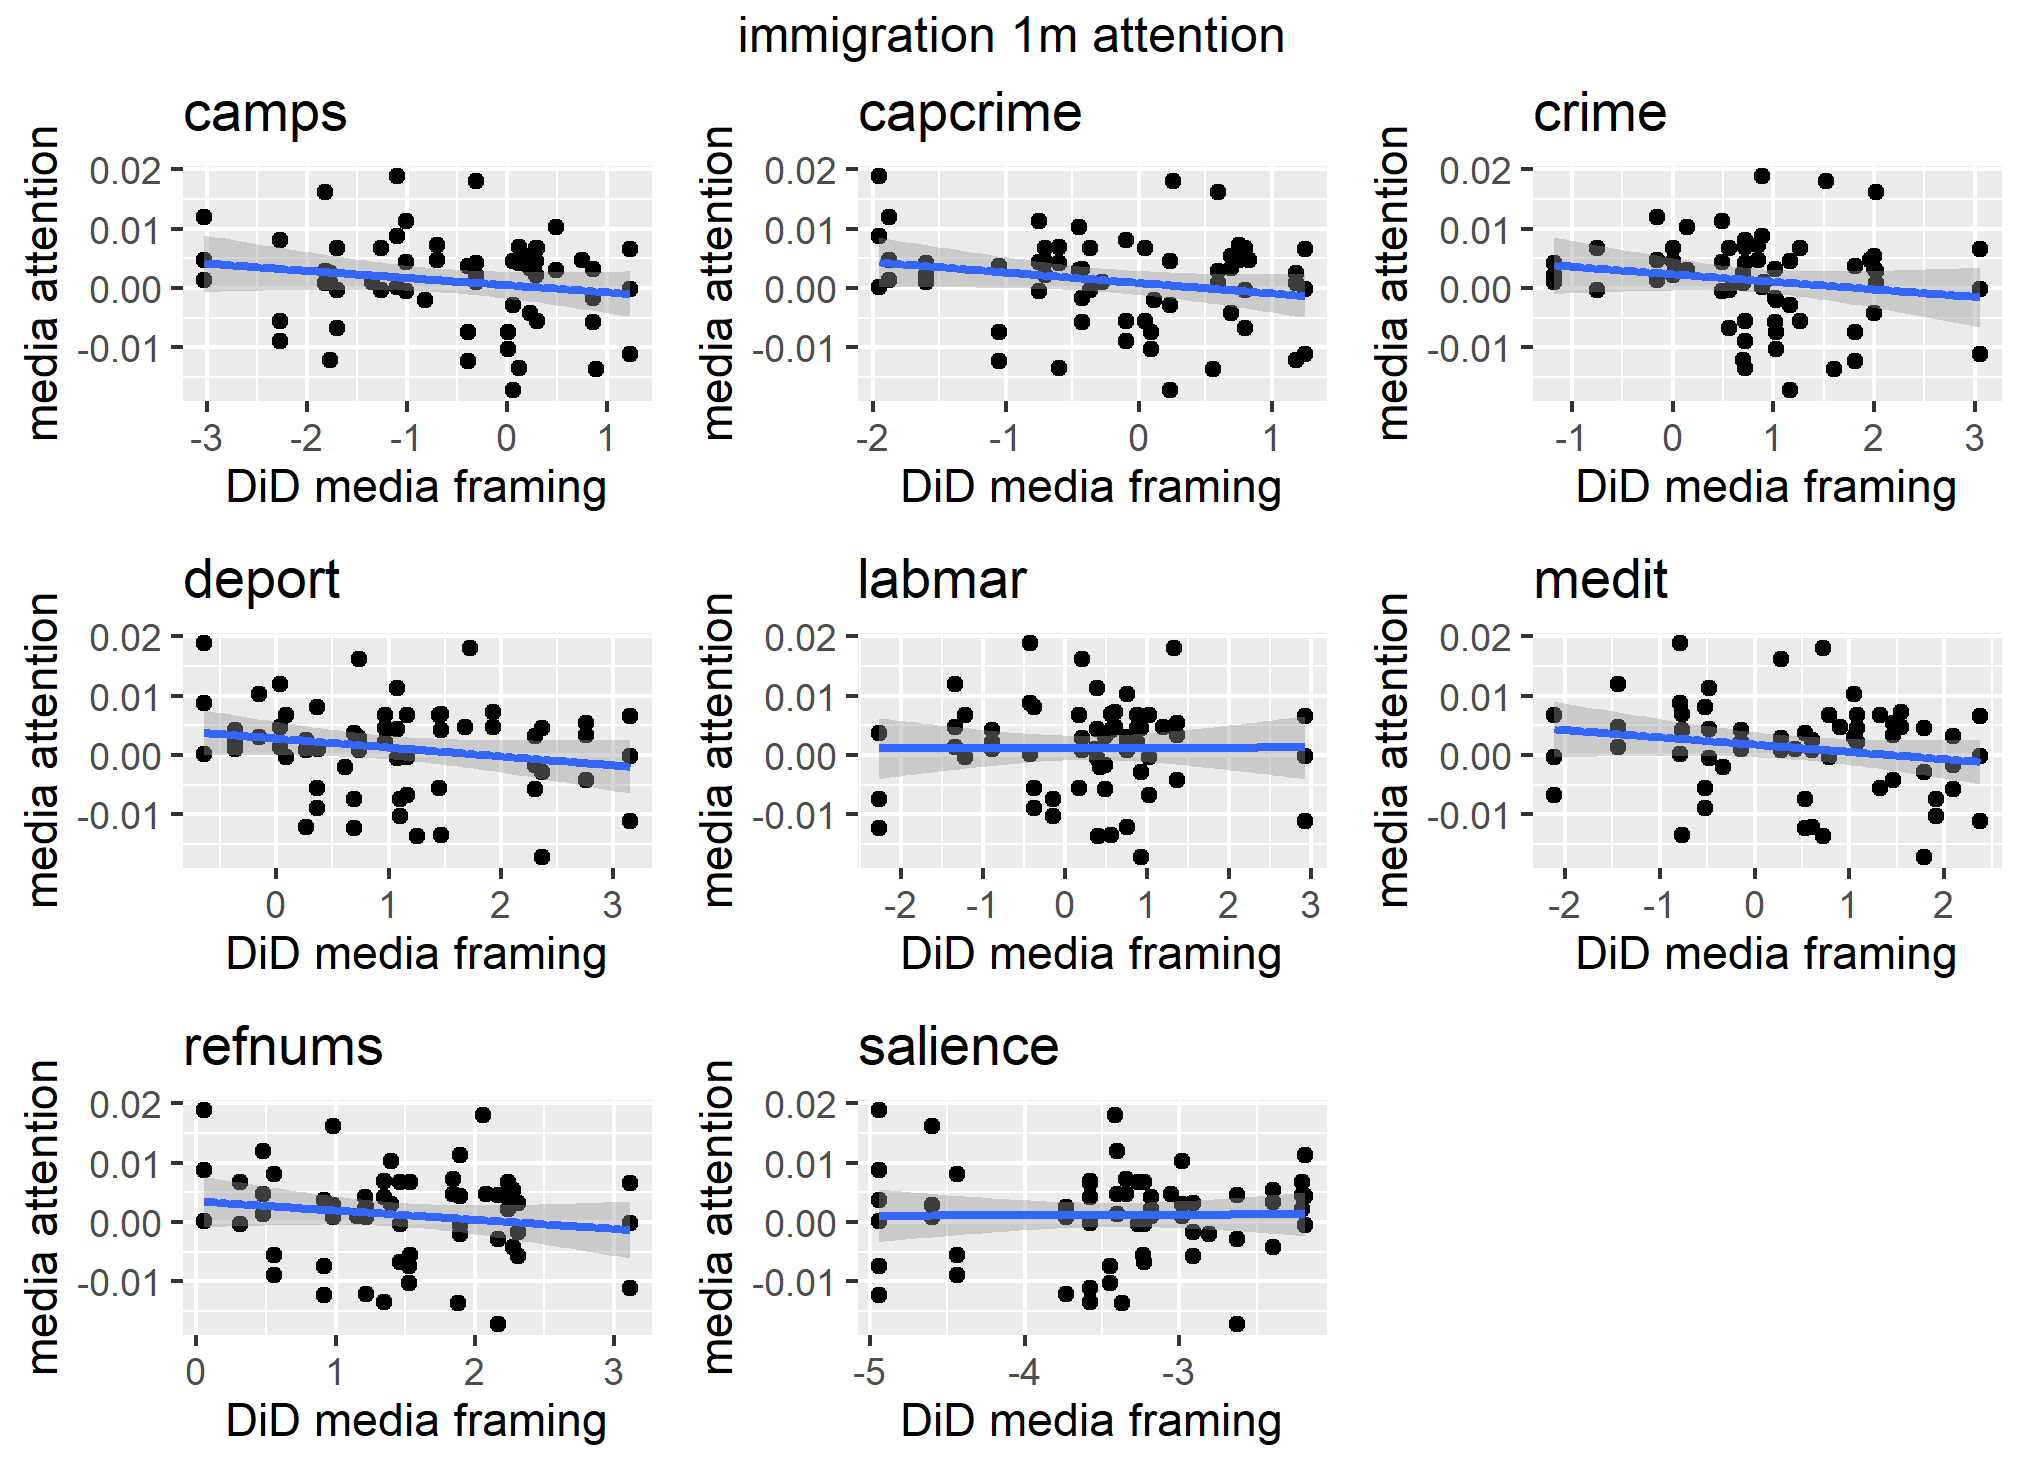 immigration 1m attention
camps
capcrime
crime
media attention
0.02
0.01
0.00
-0.01
-3 -2 -1 0 1
DiD media framing
media attention
0.02
0.01
0.00
-0.01
-2 -1 0 1
DiD media framing
media attention
0.02
0.01
0.00
-0.01
-1 0 1 2 3
DiD media framing
deport
labmar
medit
media attention
0.02
0.01
0.00
-0.01
0 1 2 3
DiD media framing
media attention
0.02
0.01
0.00
-0.01
-2 -1 0 1 2 3
DiD media framing
media attention
0.02
0.01
0.00
-0.01
-2 -1 0 1 2
DiD media framing
refnums
salience
media attention
0.02
0.01
0.00
-0.01
0 1 2 3
DiD media framing
media attention
0.02
0.01
0.00
-0.01
-5 -4 -3
DiD media framing